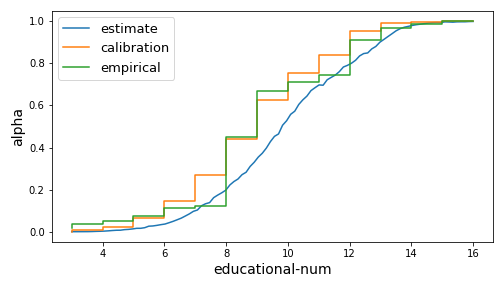 estimate
calibration
empirical
1.0
0.8
0.6
0.4
0.2
0.0
alpha
4 6 8 10 12 14 16
educational-num